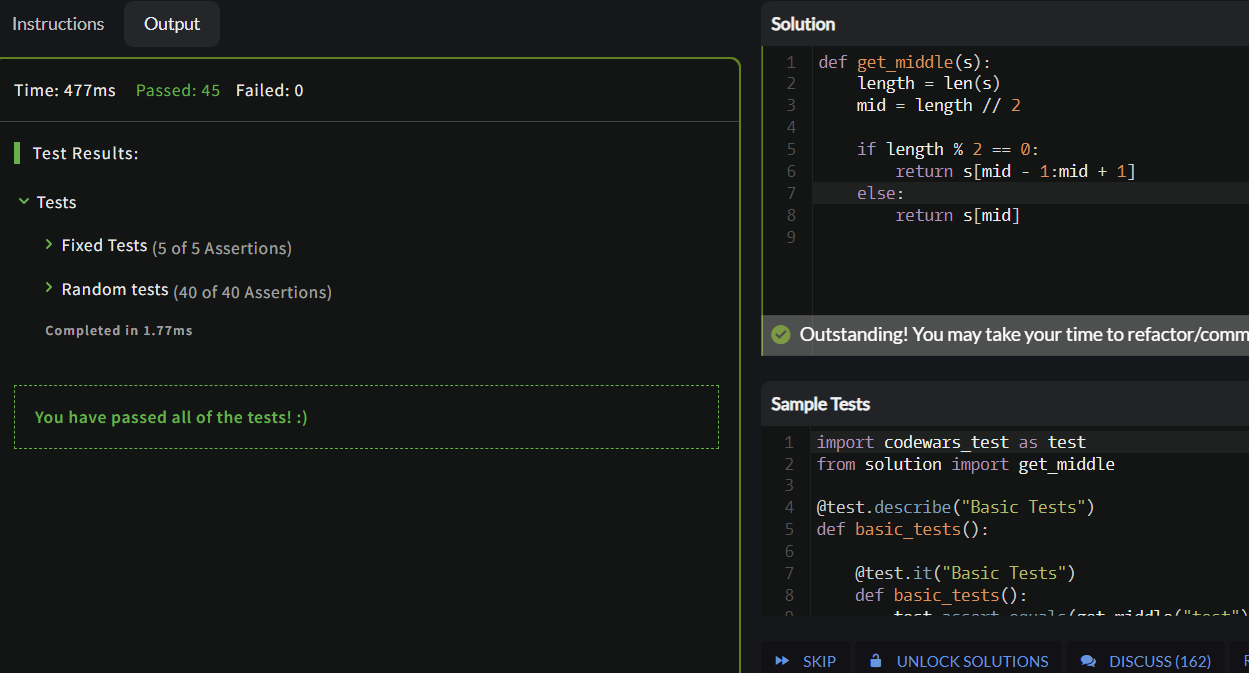 Instructions
Output
Time: 477ms Passed: 45 Failed: 0
Test Results:
Tests
Fixed Tests (5 of 5 Assertions)
Random tests (40 of 40 Assertions)
Completed in 1.77ms
You have passed all of the tests! :)
Solution
1 def get_middle(s):
2     length = len(s)
3     mid = length // 2
4
5     if length % 2 == 0:
6         return s[mid - 1:mid + 1]
7     else:
8         return s[mid]
9
Outstanding! You may take your time to refactor/comm
Sample Tests
1 import codewars_test as test
2 from solution import get_middle
3
4 @test.describe("Basic Tests")
5 def basic_tests():
6
7     @test.it("Basic Tests")
8     def basic_tests():
9         test.assert_equals(get_middle("test")
SKIP
UNLOCK SOLUTIONS
DISCUSS (162)